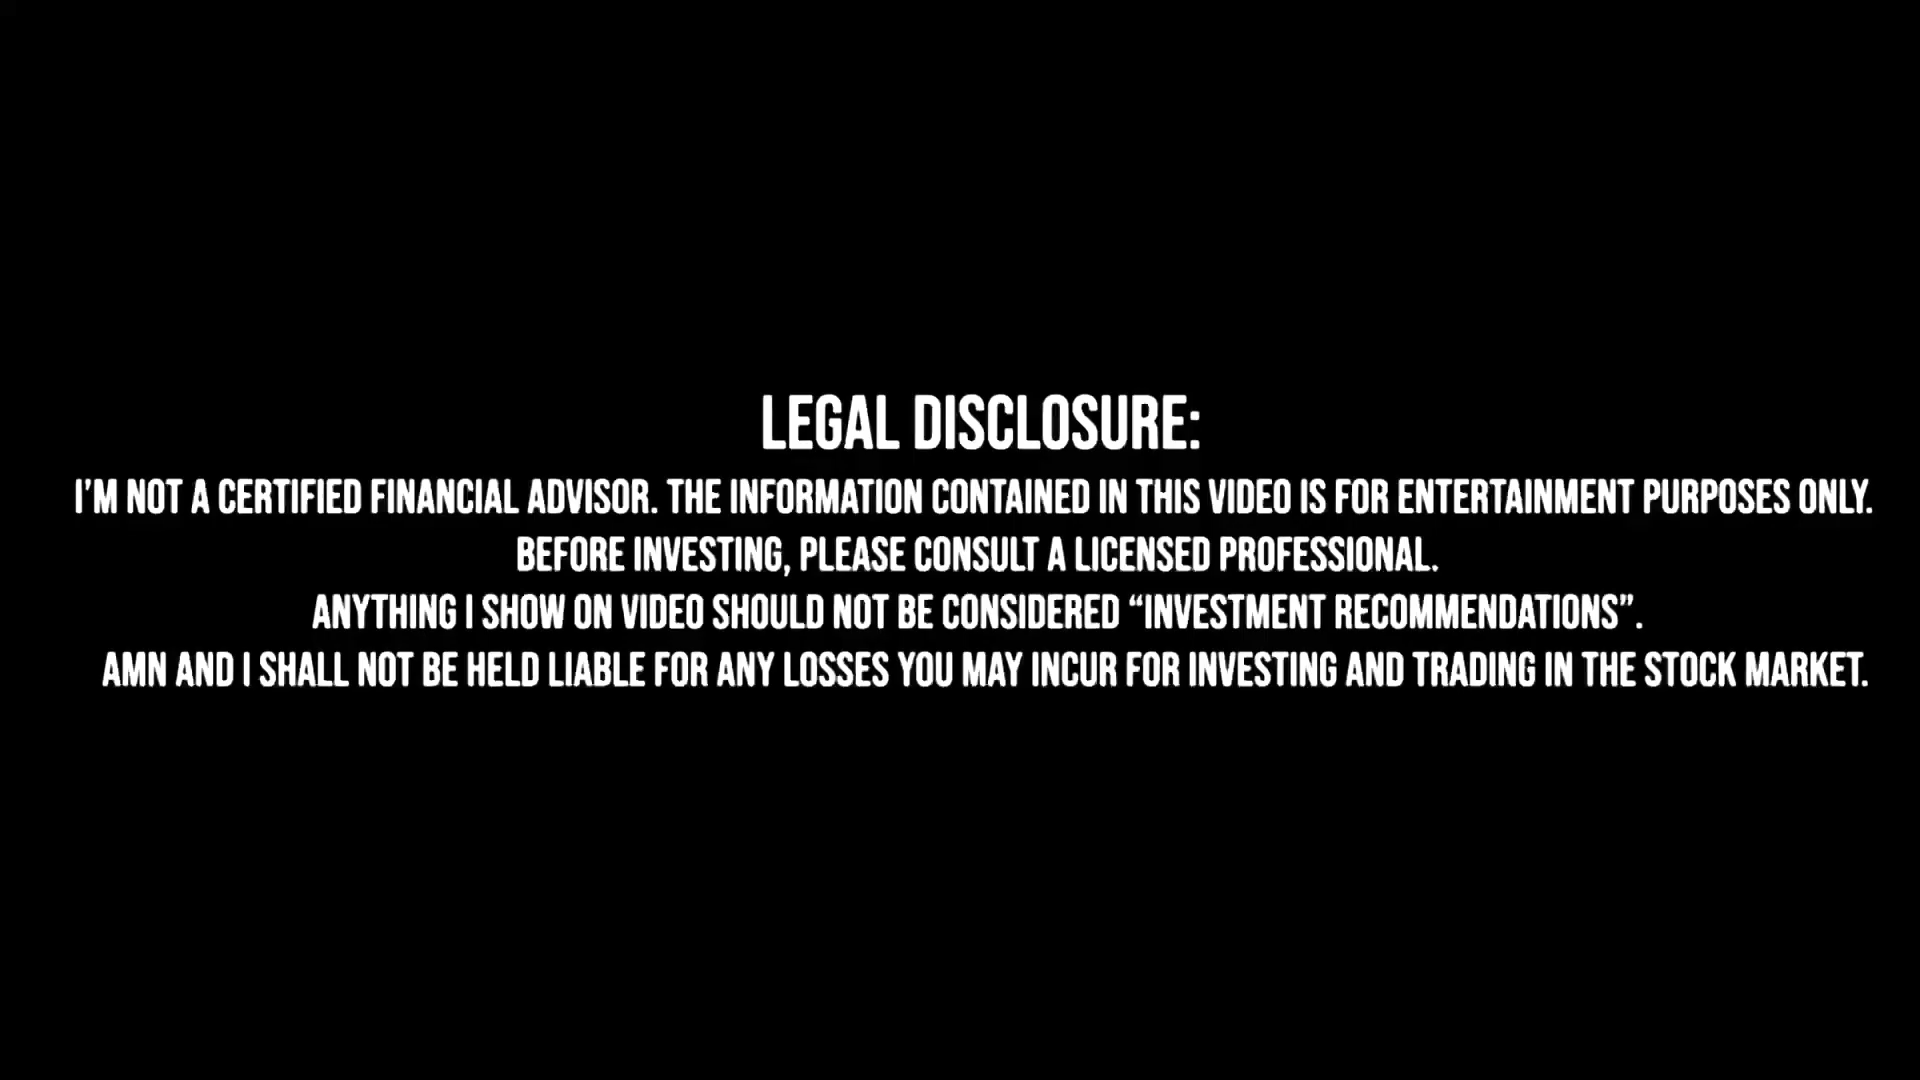 LEGAL DISCLOSURE:
I'M NOT A CERTIFIED FINANCIAL ADVISOR. THE INFORMATION CONTAINED IN THIS VIDEO IS FOR ENTERTAINMENT PURPOSES ONLY.
BEFORE INVESTING, PLEASE CONSULT A LICENSED PROFESSIONAL.
ANYTHING I SHOW ON VIDEO SHOULD NOT BE CONSIDERED “INVESTMENT RECOMMENDATIONS”.
AMN AND I SHALL NOT BE HELD LIABLE FOR ANY LOSSES YOU MAY INCUR FOR INVESTING AND TRADING IN THE STOCK MARKET.